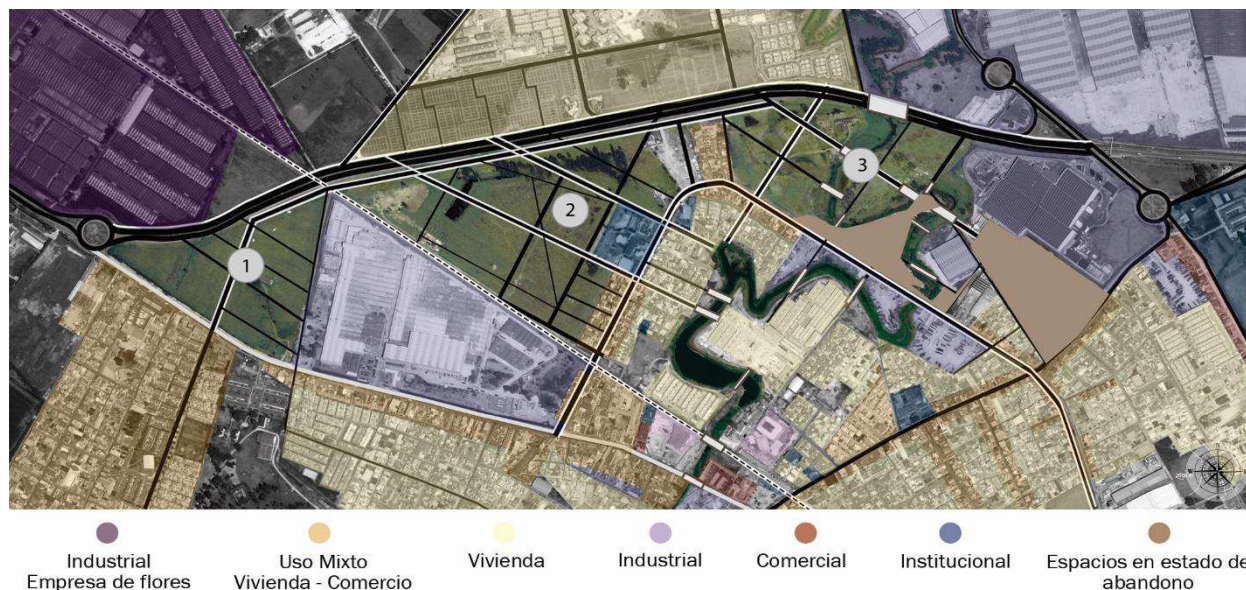 1
2
3
Industrial
Empresa de flores
Uso Mixto
Vivienda - Comercio
Vivienda
Industrial
Comercial
Institucional
Espacios en estado de
abandono